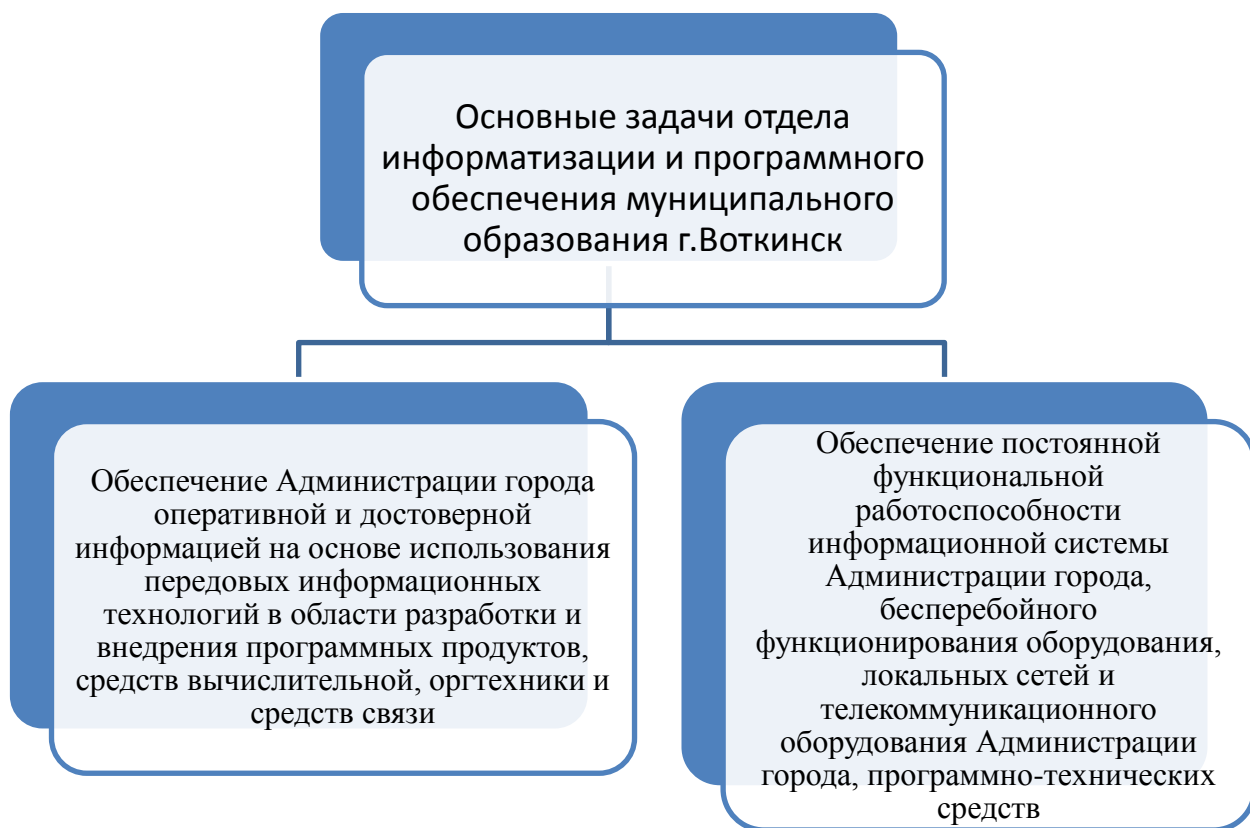 Основные задачи отдела
информатизации и программного
обеспечения муниципального
образования г.Воткинск
Обеспечение Администрации города
оперативной и достоверной
информацией на основе использования
передовых информационных
технологий в области разработки и
внедрения программных продуктов,
средств вычислительной, оргтехники и
средств связи
Обеспечение постоянной
функциональной
работоспособности
информационной системы
Администрации города,
бесперебойного
функционирования оборудования,
локальных сетей и
телекоммуникационного
оборудования Администрации
города, программно-технических
средств